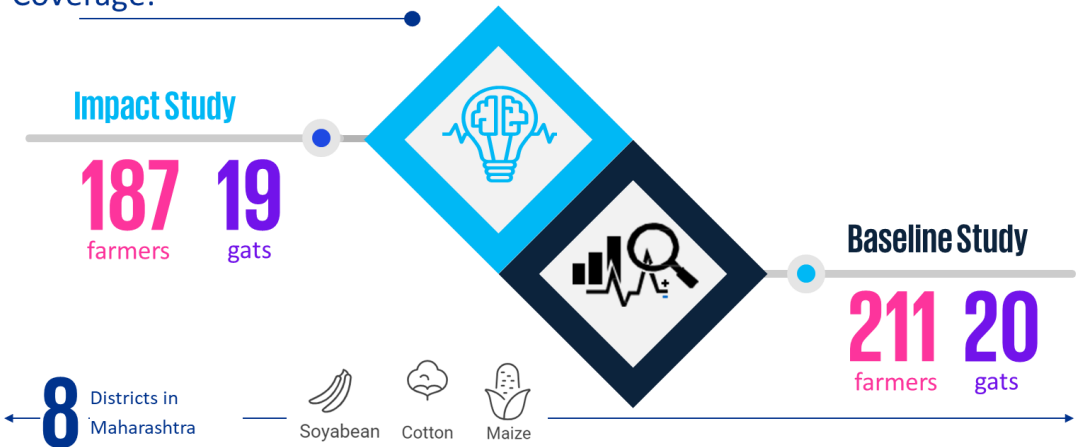 Coverage:
Impact Study
187 19
farmers gats
Baseline Study
211 20
farmers gats
8 Districts in
Maharashtra
Soyabean Cotton Maize